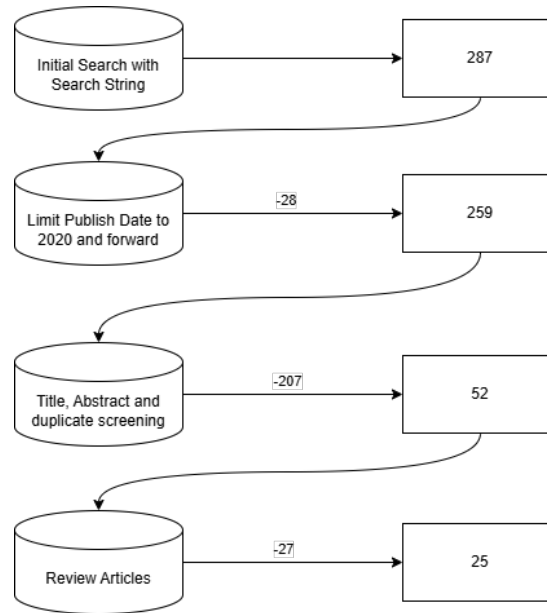 Initial Search with
Search String
287
Limit Publish Date to
2020 and forward
-28
259
Title, Abstract and
duplicate screening
-207
52
Review Articles
-27
25